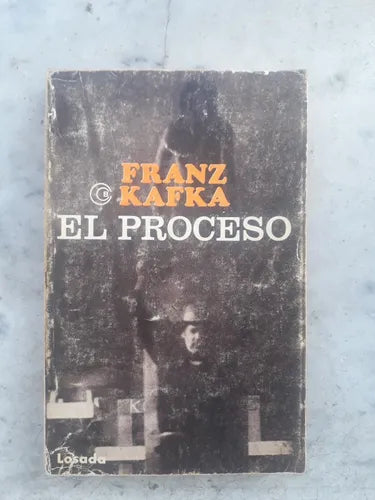 FRANZ
KAFKA
EL PROCESO
Losada